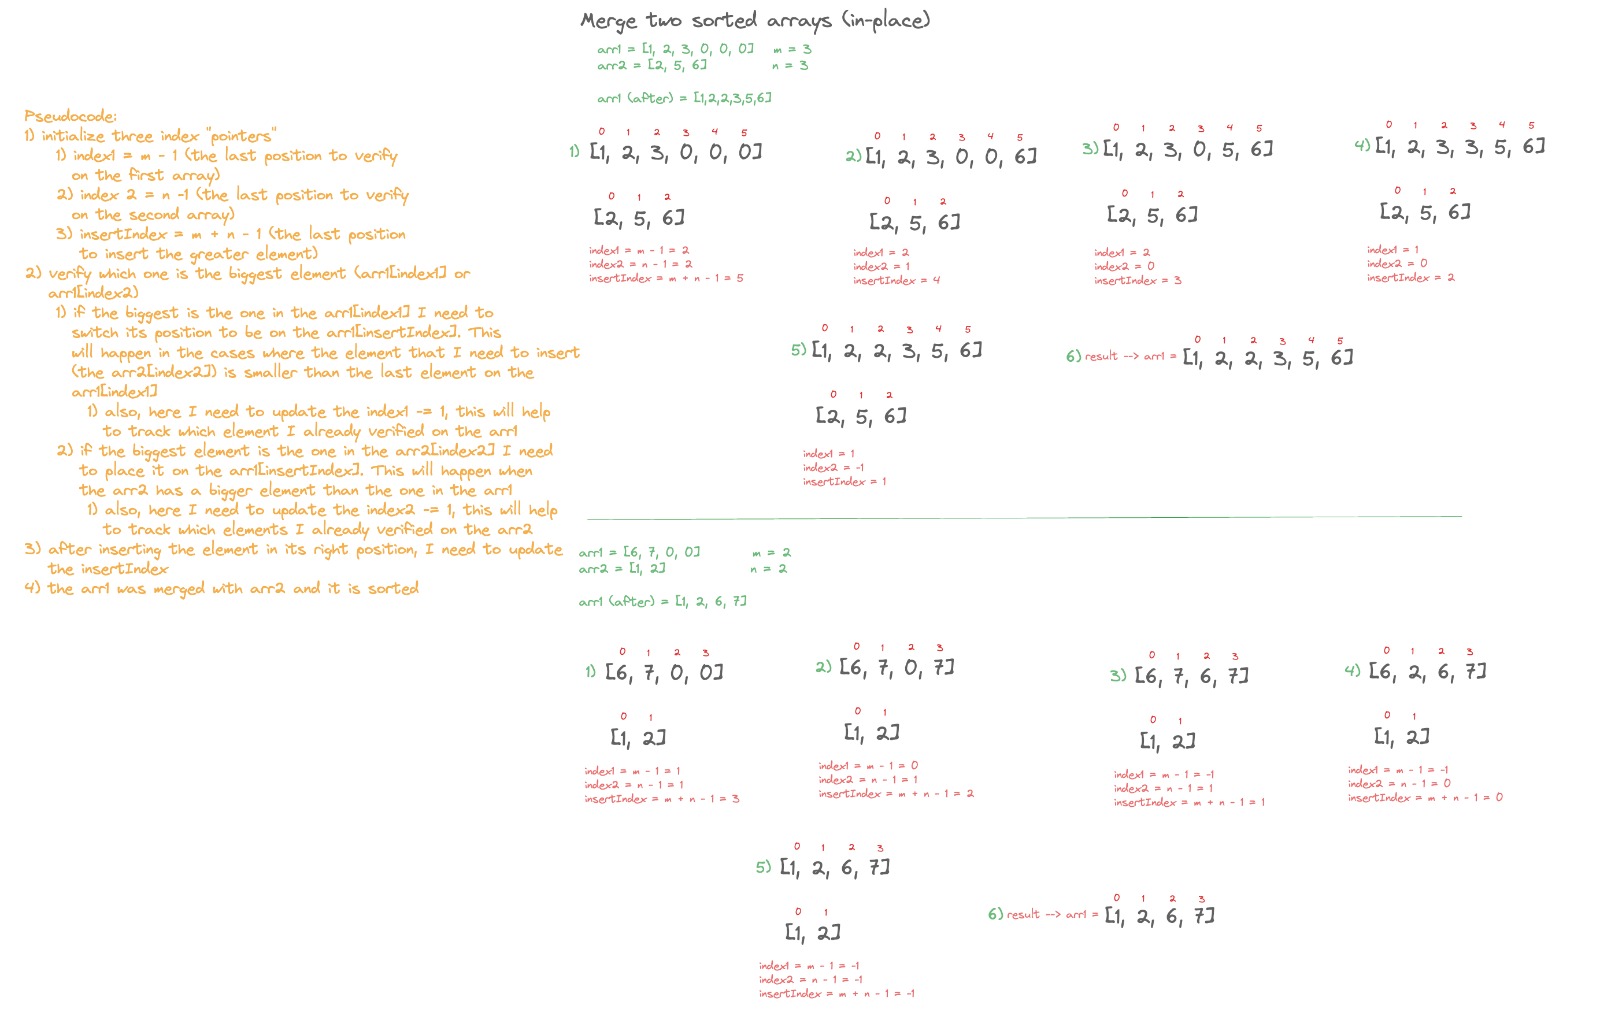 Merge two sorted arrays (in-place)
arr1 = [1, 2, 3, 0, 0, 0] m = 3
arr2 = [2, 5, 6] n = 3
arr1 (after) = [1,2,2,3,5,6]
Pseudocode:
1) initialize three index "pointers"
1) index1 = m - 1 (the last position to verify
on the first array)
2) index 2 = n -1 (the last position to verify
on the second array)
3) insertIndex = m + n - 1 (the last position
to insert the greater element)
2) verify which one is the biggest element (arr1[index1] or
arr1[index2)
1) if the biggest is the one in the arr1[index1] I need to
switch its position to be on the arr1[insertIndex]. This
will happen in the cases where the element that I need to insert
(the arr2[index2]) is smaller than the last element on the
arr1[index1]
1) also, here I need to update the index1 -= 1, this will help
to track which element I already verified on the arr1
2) if the biggest element is the one in the arr2[index2] I need
to place it on the arr1[insertIndex]. This will happen when
the arr2 has a bigger element than the one in the arr1
1) also, here I need to update the index2 -= 1, this will help
to track which elements I already verified on the arr2
3) after inserting the element in its right position, I need to update
the insertIndex
4) the arr1 was merged with arr2 and it is sorted
0 1 2 3 4 5
1) [1, 2, 3, 0, 0, 0]
0 1 2
[2, 5, 6]
index1 = m - 1 = 2
index2 = n - 1 = 2
insertIndex = m + n - 1 = 5
0 1 2 3 4 5
2) [1, 2, 3, 0, 0, 6]
0 1 2
[2, 5, 6]
index1 = 2
index2 = 1
insertIndex = 4
0 1 2 3 4 5
3) [1, 2, 3, 0, 5, 6]
0 1 2
[2, 5, 6]
index1 = 2
index2 = 0
insertIndex = 3
0 1 2 3 4 5
4) [1, 2, 3, 3, 5, 6]
0 1 2
[2, 5, 6]
index1 = 1
index2 = 0
insertIndex = 2
0 1 2 3 4 5
5) [1, 2, 2, 3, 5, 6]
0 1 2
[2, 5, 6]
index1 = 1
index2 = -1
insertIndex = 1
0 1 2 3 4 5
6) result --> arr1 = [1, 2, 2, 3, 5, 6]
arr1 = [6, 7, 0, 0] m = 2
arr2 = [1, 2] n = 2
arr1 (after) = [1, 2, 6, 7]
0 1 2 3
1) [6, 7, 0, 0]
0 1
[1, 2]
index1 = m - 1 = 1
index2 = n - 1 = 1
insertIndex = m + n - 1 = 3
0 1 2 3
2) [6, 7, 0, 7]
0 1
[1, 2]
index1 = m - 1 = 0
index2 = n - 1 = 1
insertIndex = m + n - 1 = 2
0 1 2 3
3) [6, 7, 6, 7]
0 1
[1, 2]
index1 = m - 1 = -1
index2 = n - 1 = 1
insertIndex = m + n - 1 = 1
0 1 2 3
4) [6, 2, 6, 7]
0 1
[1, 2]
index1 = m - 1 = -1
index2 = n - 1 = 0
insertIndex = m + n - 1 = 0
0 1 2 3
5) [1, 2, 6, 7]
0 1
[1, 2]
index1 = m - 1 = -1
index2 = n - 1 = -1
insertIndex = m + n - 1 = -1
0 1 2 3
6) result --> arr1 = [1, 2, 6, 7]